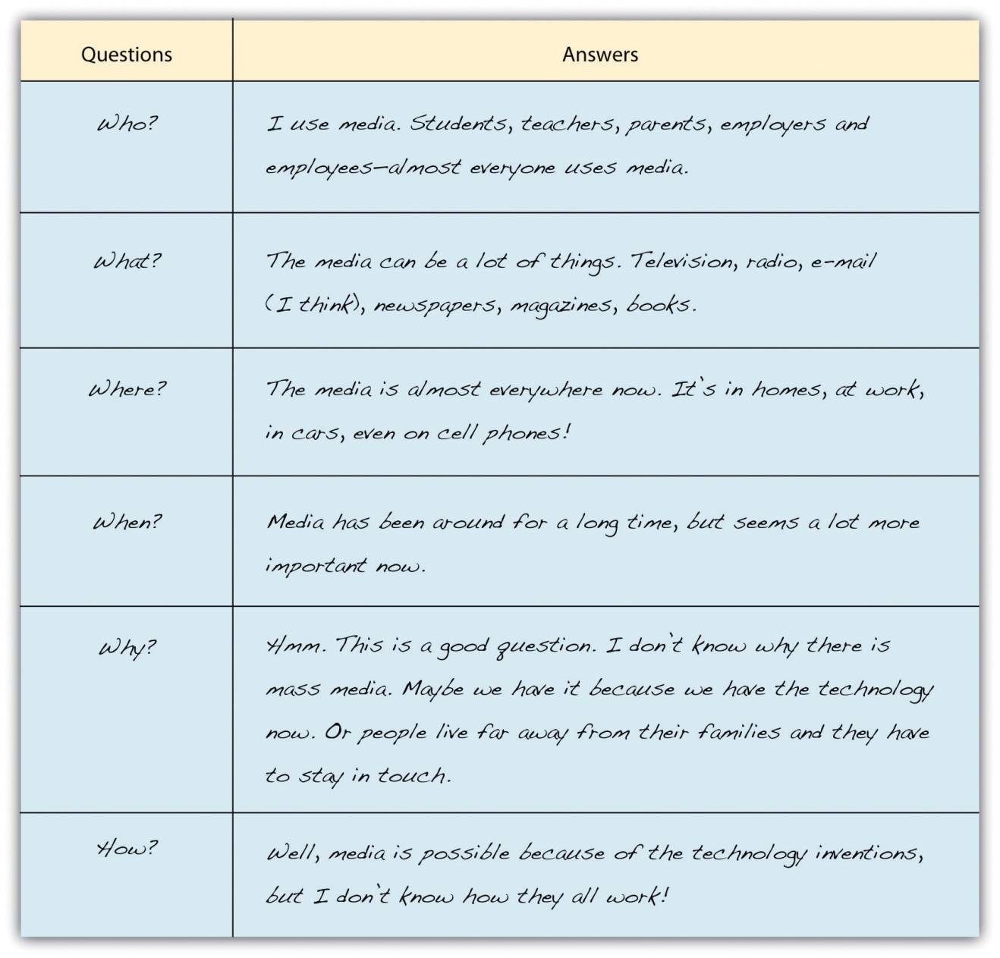 Questions
Answers
Who?
I use media. Students, teachers, parents, employers and
employees—almost everyone uses media.
What?
The media can be a lot of things. Television, radio, e-mail
(I think), newspapers, magazines, books.
Where?
The media is almost everywhere now. It's in homes, at work,
in cars, even on cell phones!
When?
Media has been around for a long time, but seems a lot more
important now.
Why?
Hmm. This is a good question. I don't know why there is
mass media. Maybe we have it because we have the technology
now. Or people live far away from their families and they have
to stay in touch.
How?
Well, media is possible because of the technology inventions,
but I don't know how they all work!